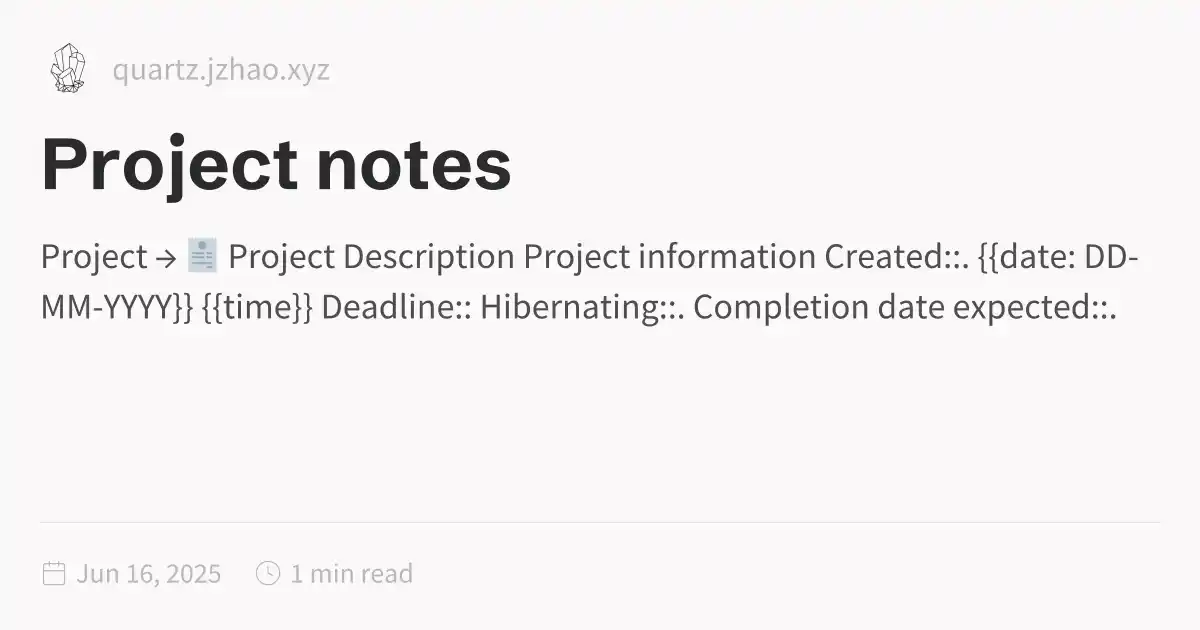 quartz.jzhao.xyz
Project notes
Project → Project Description Project information Created::. {{date: DD-
MM-YYYY}} {{time}} Deadline:: Hibernating::. Completion date expected::.
Jun 16, 2025 1 min read